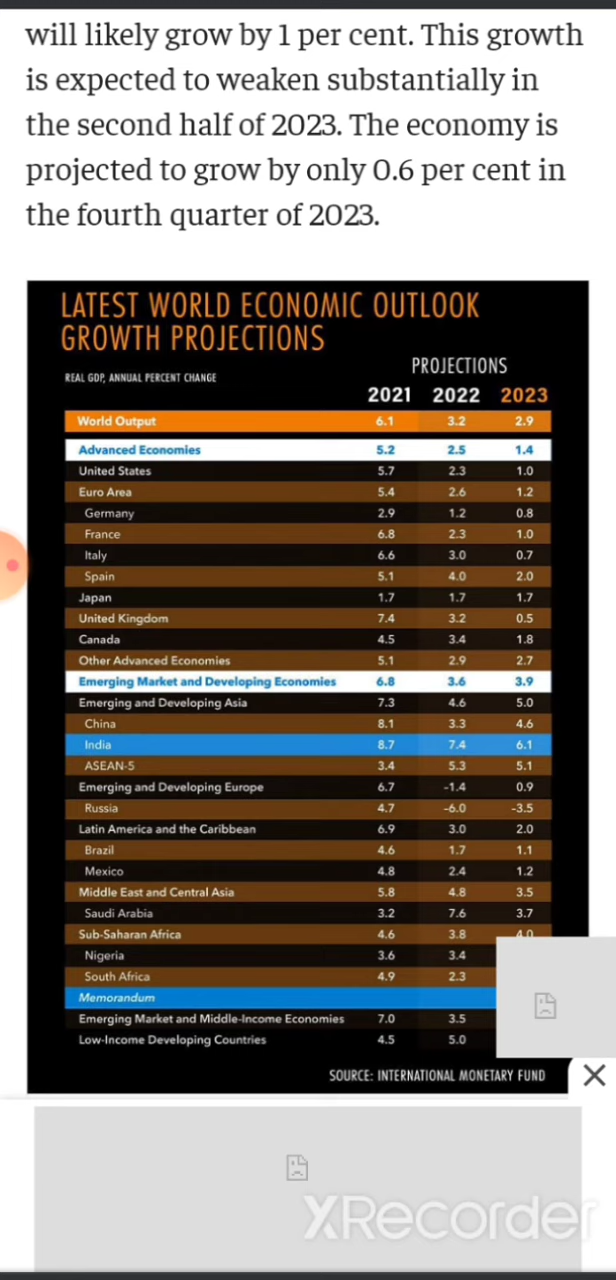 will likely grow by 1 per cent. This growth
is expected to weaken substantially in
the second half of 2023. The economy is
projected to grow by only 0.6 per cent in
the fourth quarter of 2023.
LATEST WORLD ECONOMIC OUTLOOK
GROWTH PROJECTIONS
PROJECTIONS
REAL GDP, ANNUAL PERCENT CHANGE
2021 2022 2023
World Output 6.1 3.2 2.9
Advanced Economies 5.2 2.5 1.4
United States 5.7 2.3 1.0
Euro Area 5.4 2.6 1.2
Germany 2.9 1.2 0.8
France 6.8 2.3 1.0
Italy 6.6 3.0 0.7
Spain 5.1 4.0 2.0
Japan 1.7 1.7 1.7
United Kingdom 7.4 3.2 0.5
Canada 4.5 3.4 1.8
Other Advanced Economies 5.1 2.9 2.7
Emerging Market and Developing Economies 6.8 3.6 3.9
Emerging and Developing Asia 7.3 4.6 5.0
China 8.1 3.3 4.6
India 8.7 7.4 6.1
ASEAN-5 3.4 5.3 5.1
Emerging and Developing Europe 6.7 -1.4 0.9
Russia 4.7 -6.0 -3.5
Latin America and the Caribbean 6.9 3.0 2.0
Brazil 4.6 1.7 1.1
Mexico 4.8 2.4 1.2
Middle East and Central Asia 5.8 4.8 3.5
Saudi Arabia 3.2 7.6 3.7
Sub-Saharan Africa 4.6 3.8 4.0
Nigeria 3.6 3.4
South Africa 4.9 2.3
Memorandum
Emerging Market and Middle-Income Economies 7.0 3.5
Low-Income Developing Countries 4.5 5.0
SOURCE: INTERNATIONAL MONETARY FUND
XRecorder